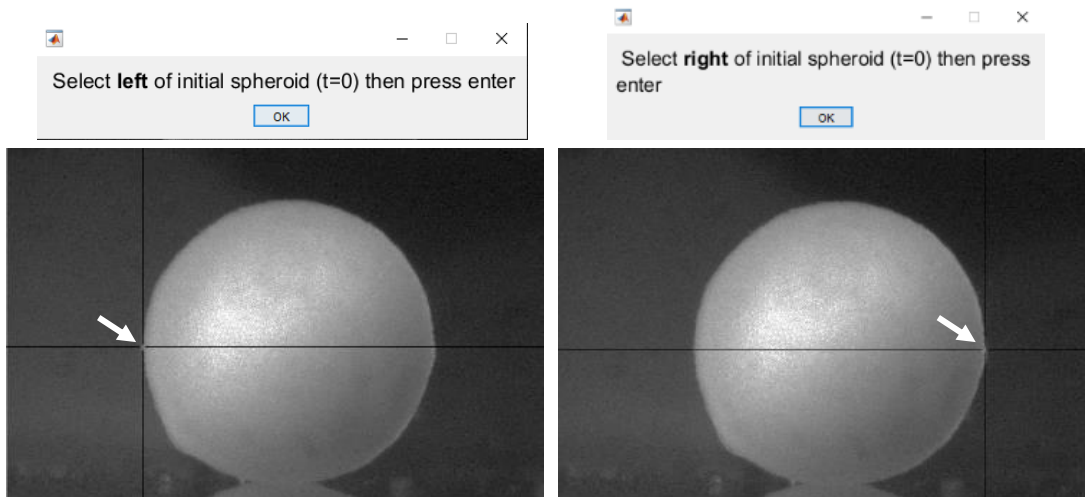 Select left of initial spheroid (t=0) then press enter
OK
Select right of initial spheroid (t=0) then press
enter
OK